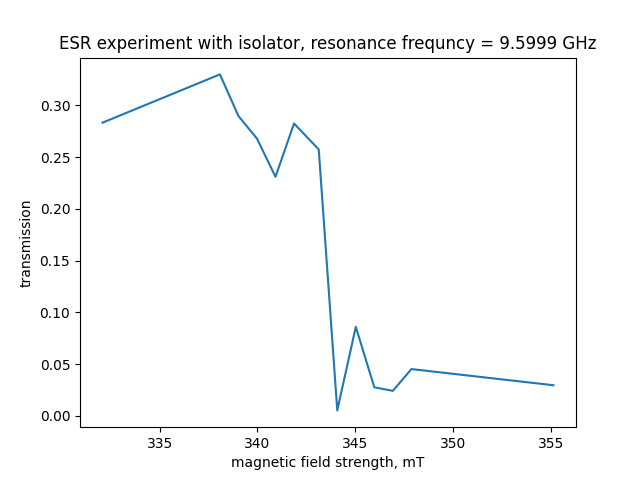 ESR experiment with isolator, resonance frequncy = 9.5999 GHz
0.30
0.25
0.20
0.15
0.10
0.05
0.00
transmission
335 340 345 350 355
magnetic field strength, mT